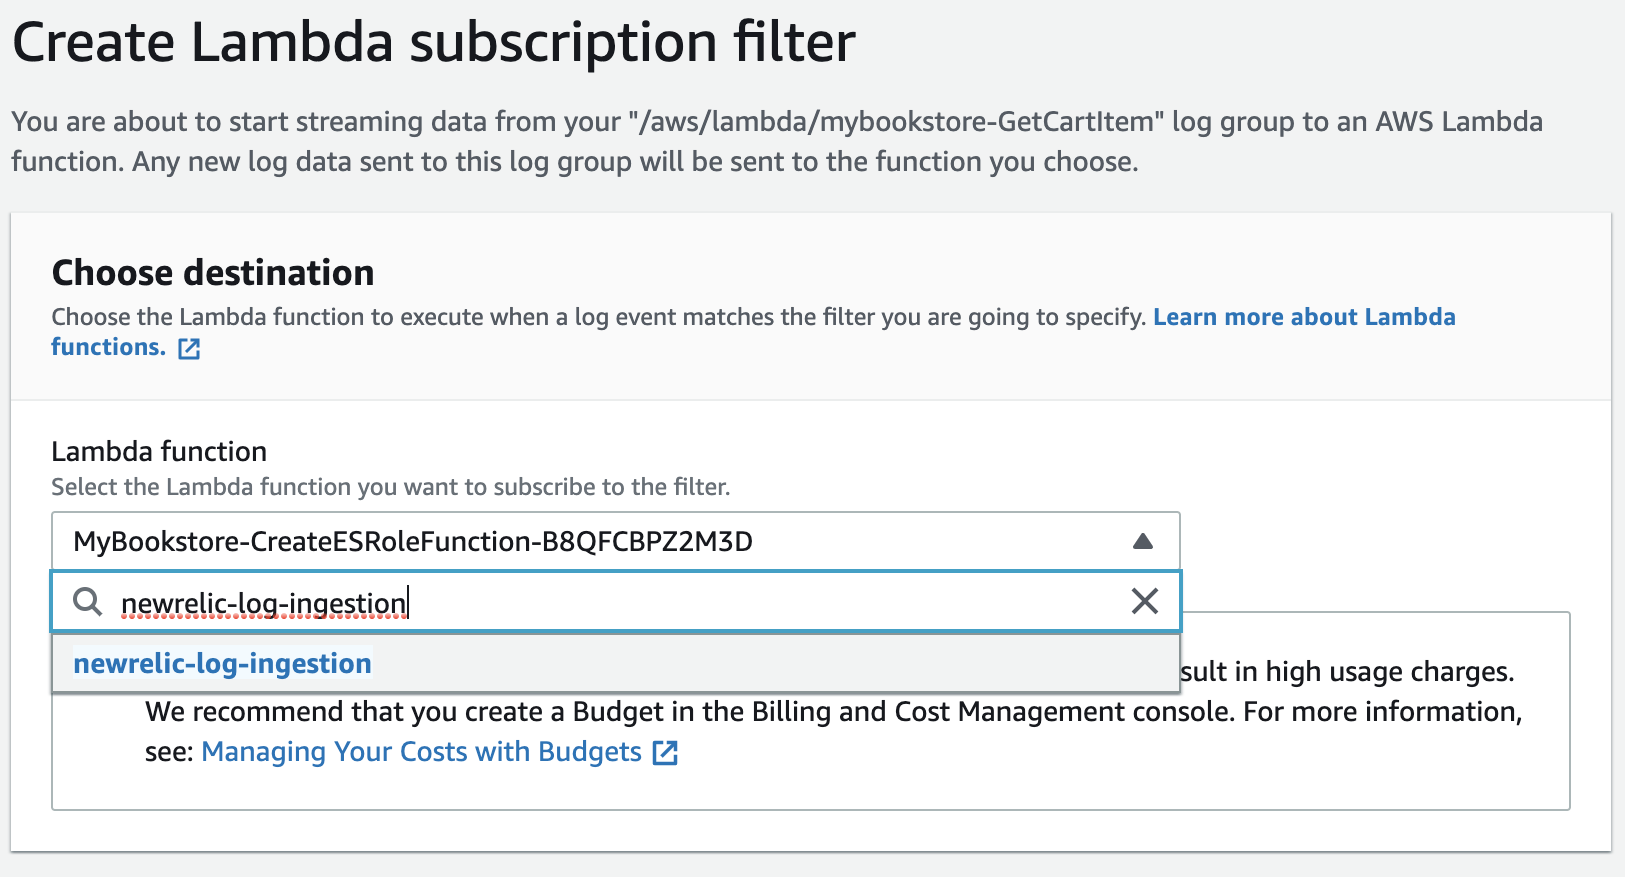 Create Lambda subscription filter
You are about to start streaming data from your "/aws/lambda/mybookstore-GetCartItem" log group to an AWS Lambda
function. Any new log data sent to this log group will be sent to the function you choose.
Choose destination
Choose the Lambda function to execute when a log event matches the filter you are going to specify. Learn more about Lambda
functions.
Lambda function
Select the Lambda function you want to subscribe to the filter.
MyBookstore-CreateESRoleFunction-B8QFCBPZ2M3D
newrelic-log-ingestion
newrelic-log-ingestion
sult in high usage charges.
We recommend that you create a Budget in the Billing and Cost Management console. For more information,
see: Managing Your Costs with Budgets